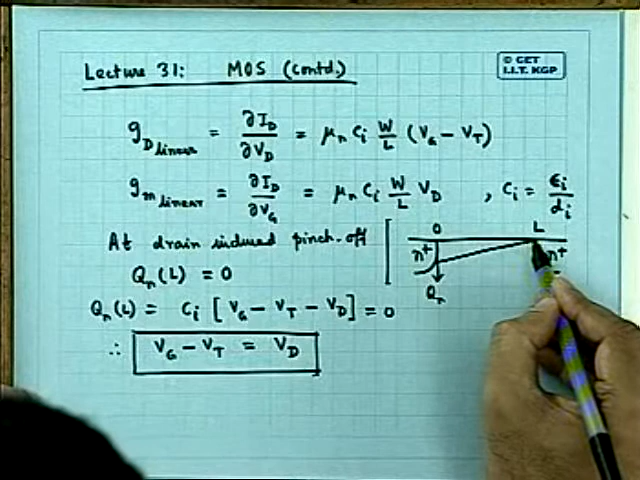 Lecture 31: MOS (contd.)
© CET
I.I.T. KGP
g_D linear = ∂I_D/∂V_D = μ_n C_i W/L (V_G − V_T)
g_m linear = ∂I_D/∂V_G = μ_n C_i W/L V_D , C_i = ε_i/d_i
At drain induced pinch-off
0 L
n+ n+
Q_n
Q_n(L) = 0
Q_n(L) = C_i [V_G − V_T − V_D] = 0
∴ V_G − V_T = V_D